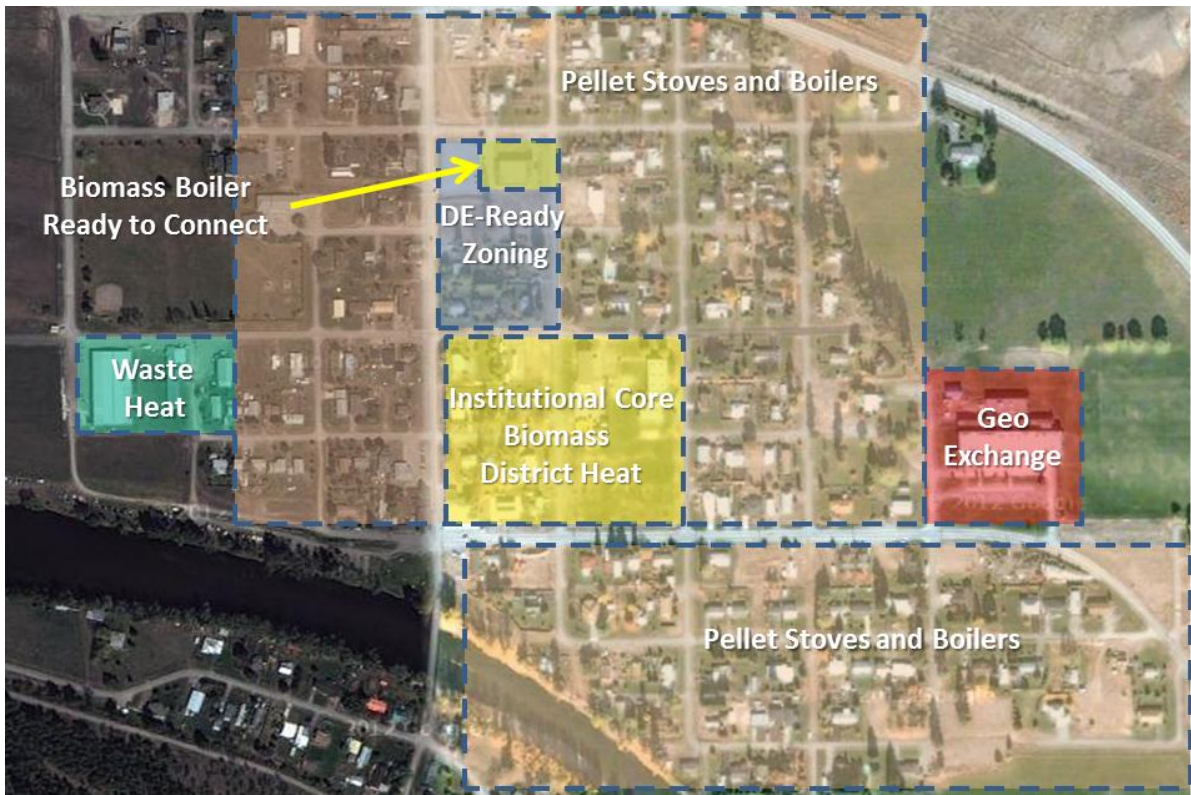 Pellet Stoves and Boilers
Biomass Boiler
Ready to Connect
DE-Ready
Zoning
Waste
Heat
Institutional Core
Biomass
District Heat
Geo
Exchange
Pellet Stoves and Boilers